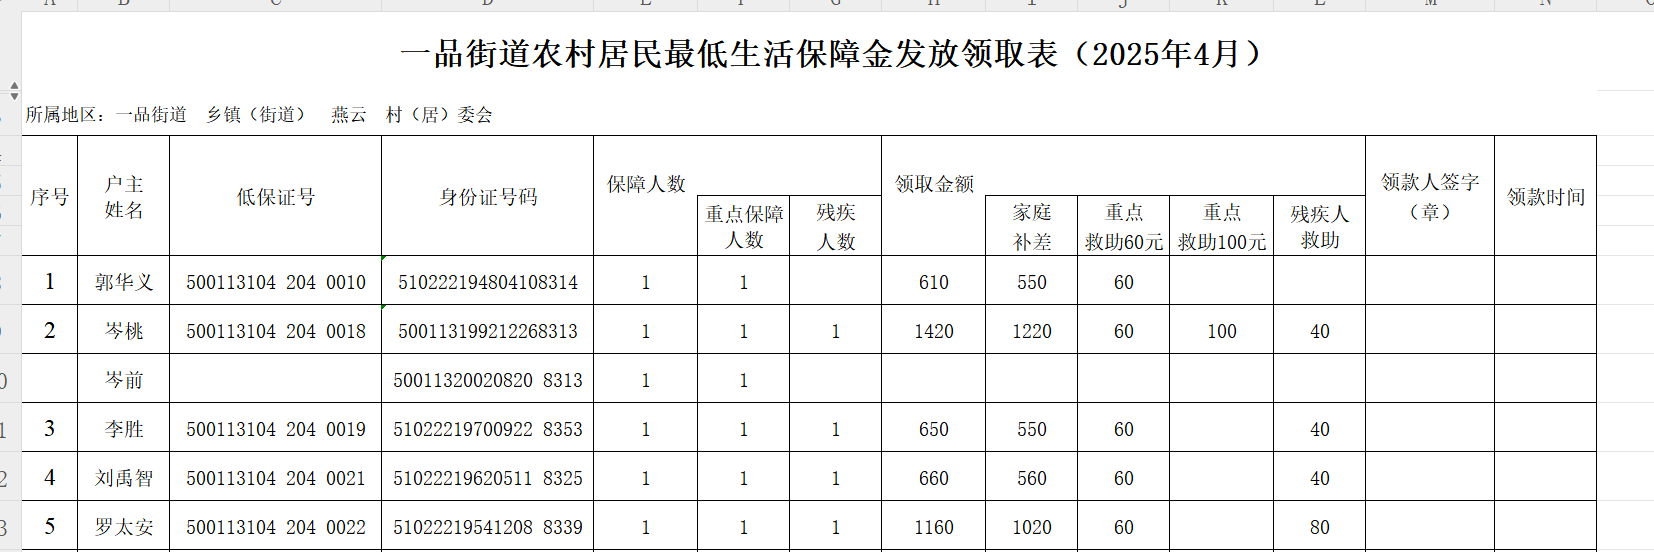 一品街道农村居民最低生活保障金发放领取表（2025年4月）
所属地区：一品街道 乡镇（街道） 燕云 村（居）委会
序号 户主姓名 低保证号 身份证号码 保障人数 重点保障人数 残疾人数 领取金额 家庭补差 重点救助60元 重点救助100元 残疾人救助 领款人签字（章） 领款时间
1 郭华义 500113104 204 0010 510222194804108314 1 1 610 550 60
2 岑桃 500113104 204 0018 500113199212268313 1 1 1 1420 1220 60 100 40
岑前 50011320020820 8313 1 1
3 李胜 500113104 204 0019 51022219700922 8353 1 1 1 650 550 60 40
4 刘禹智 500113104 204 0021 51022219620511 8325 1 1 1 660 560 60 40
5 罗太安 500113104 204 0022 51022219541208 8339 1 1 1 1160 1020 60 80